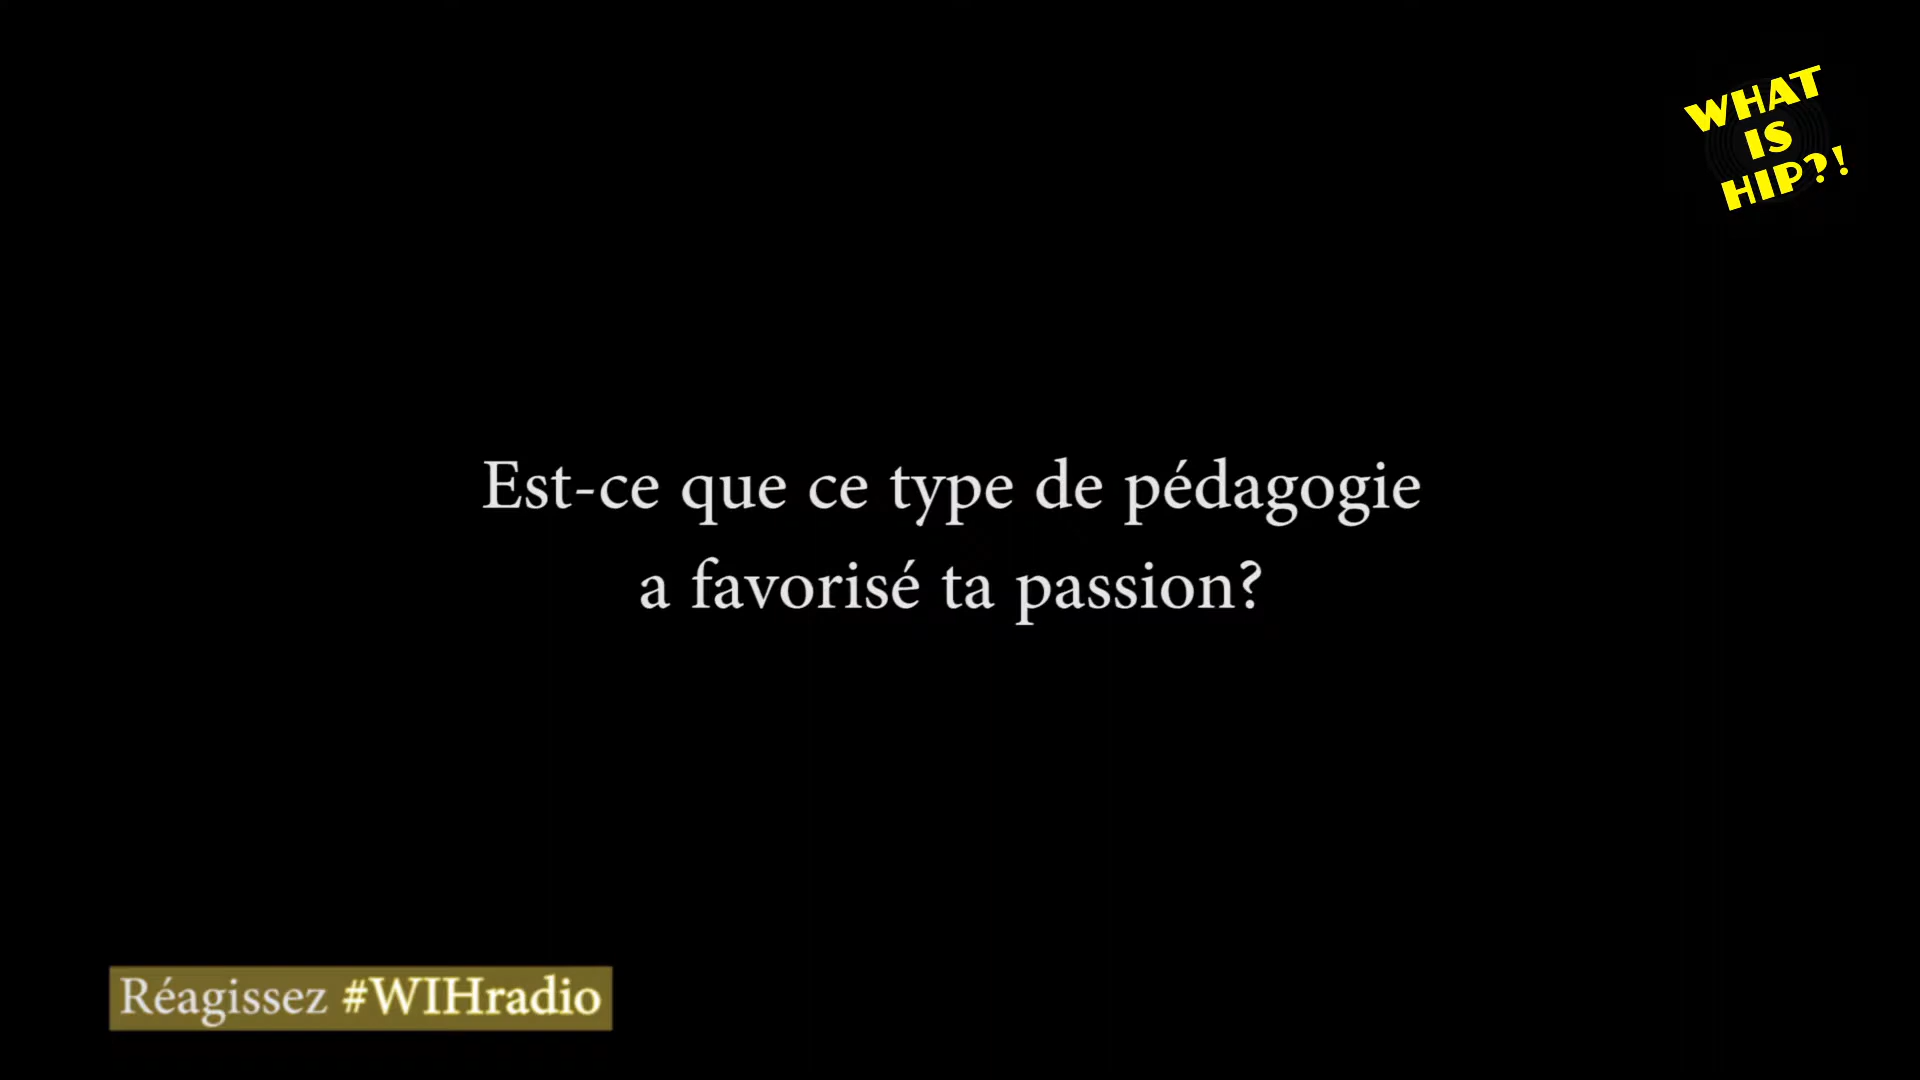 WHAT
IS
HIP?!
Est-ce que ce type de pédagogie
a favorisé ta passion?
Réagissez #WIHradio